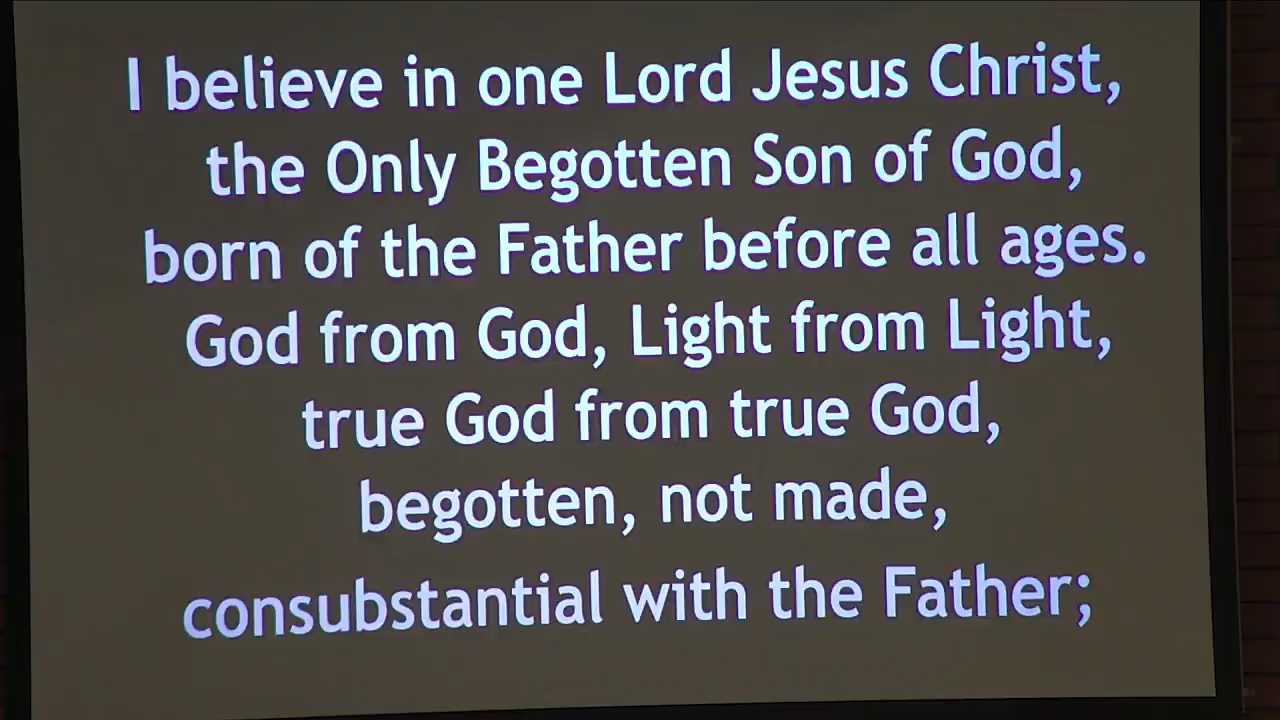 I believe in one Lord Jesus Christ,
the Only Begotten Son of God,
born of the Father before all ages.
God from God, Light from Light,
true God from true God,
begotten, not made,
consubstantial with the Father;